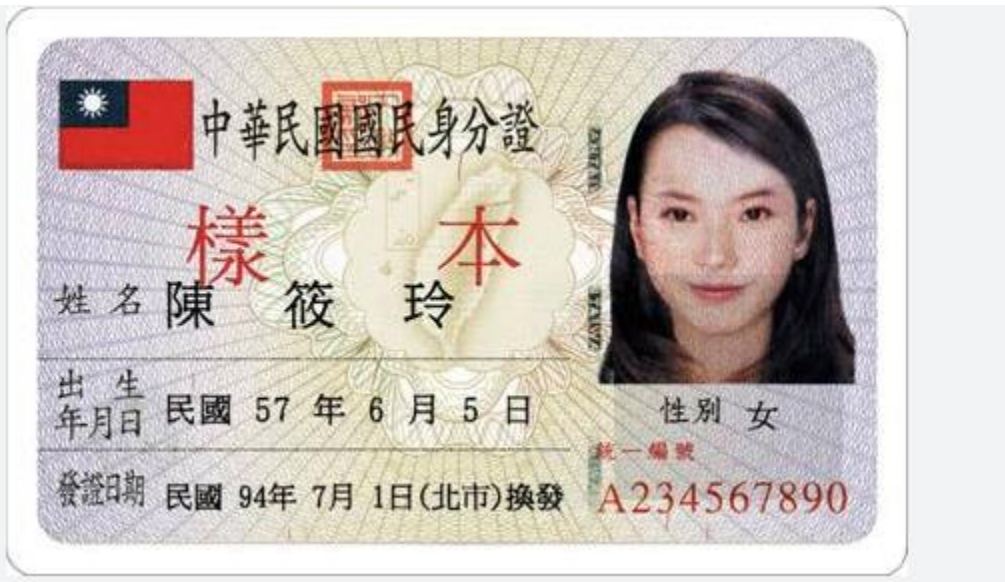 中華民國國民身分證
樣本
姓名 陳筱玲
出生年月日 民國 57 年 6 月 5 日
性別 女
統一編號
發證日期 民國 94年 7月 1日(北市)換發
A234567890